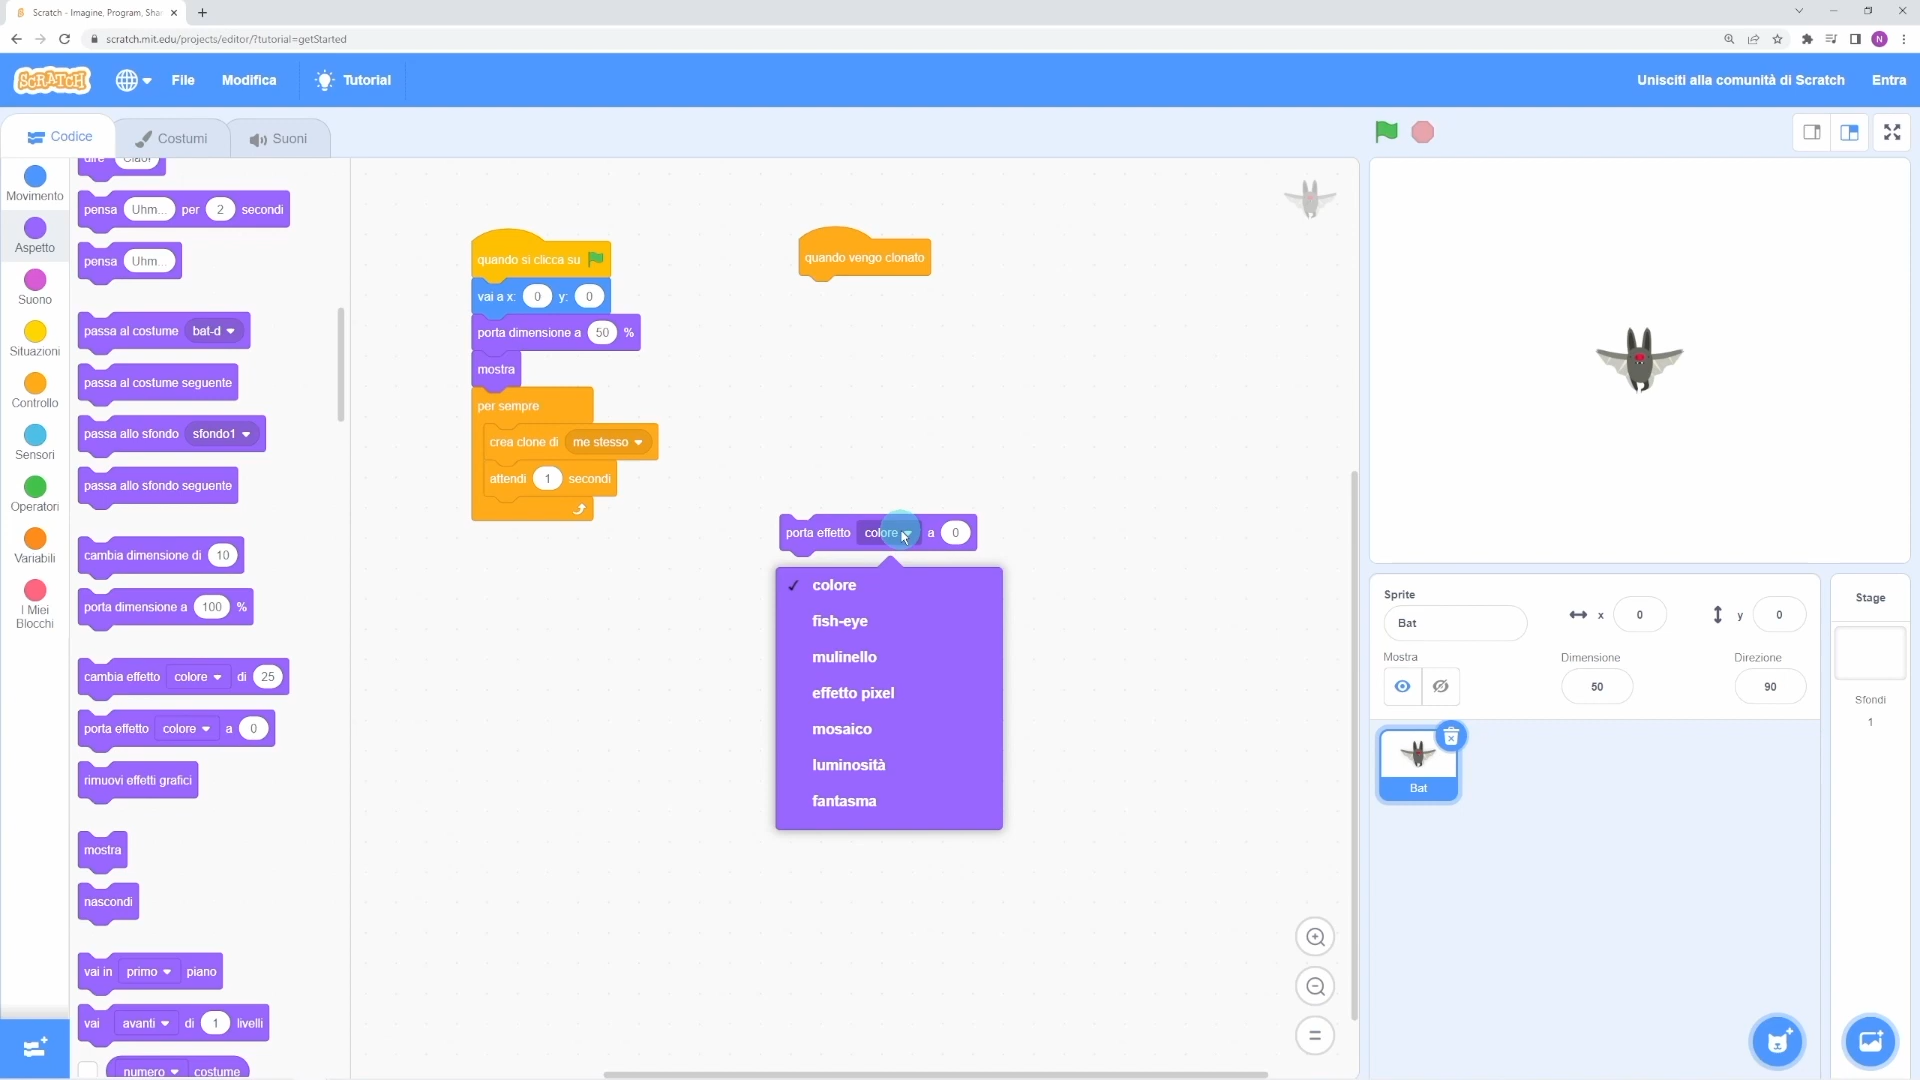 Scratch - Imagine, Program, Sha
scratch.mit.edu/projects/editor/?tutorial=getStarted
N
SCRATCH
File
Modifica
Tutorial
Unisciti alla comunità di Scratch
Entra
Codice
Costumi
Suoni
Movimento
Aspetto
Suono
Situazioni
Controllo
Sensori
Operatori
Variabili
I Miei
Blocchi
dire Ciao!
pensa Uhm... per 2 secondi
pensa Uhm...
passa al costume bat-d
passa al costume seguente
passa allo sfondo sfondo1
passa allo sfondo seguente
cambia dimensione di 10
porta dimensione a 100 %
cambia effetto colore di 25
porta effetto colore a 0
rimuovi effetti grafici
mostra
nascondi
vai in primo piano
vai avanti di 1 livelli
numero costume
quando si clicca su
vai a x: 0 y: 0
porta dimensione a 50 %
mostra
per sempre
crea clone di me stesso
attendi 1 secondi
quando vengo clonato
porta effetto colore a 0
✓ colore
fish-eye
mulinello
effetto pixel
mosaico
luminosità
fantasma
Sprite
Bat
x 0
y 0
Mostra
Dimensione
50
Direzione
90
Bat
Stage
Sfondi
1